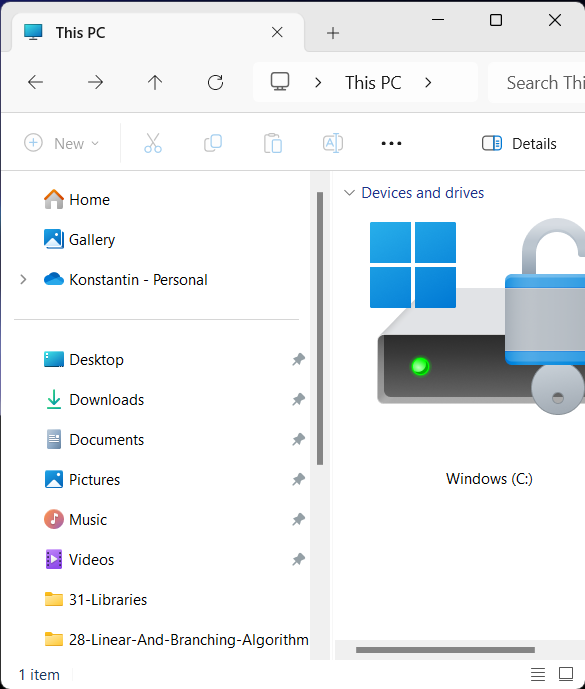 This PC
This PC
Search Thi
New
Details
Home
Gallery
Konstantin - Personal
Desktop
Downloads
Documents
Pictures
Music
Videos
31-Libraries
28-Linear-And-Branching-Algorithm
Devices and drives
Windows (C:)
1 item